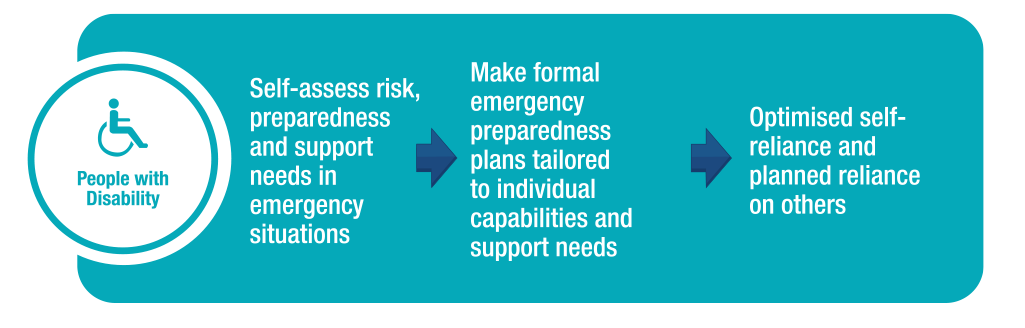 People with
Disability
Self-assess risk,
preparedness
and support
needs in
emergency
situations
Make formal
emergency
preparedness
plans tailored
to individual
capabilities and
support needs
Optimised self-
reliance and
planned reliance
on others